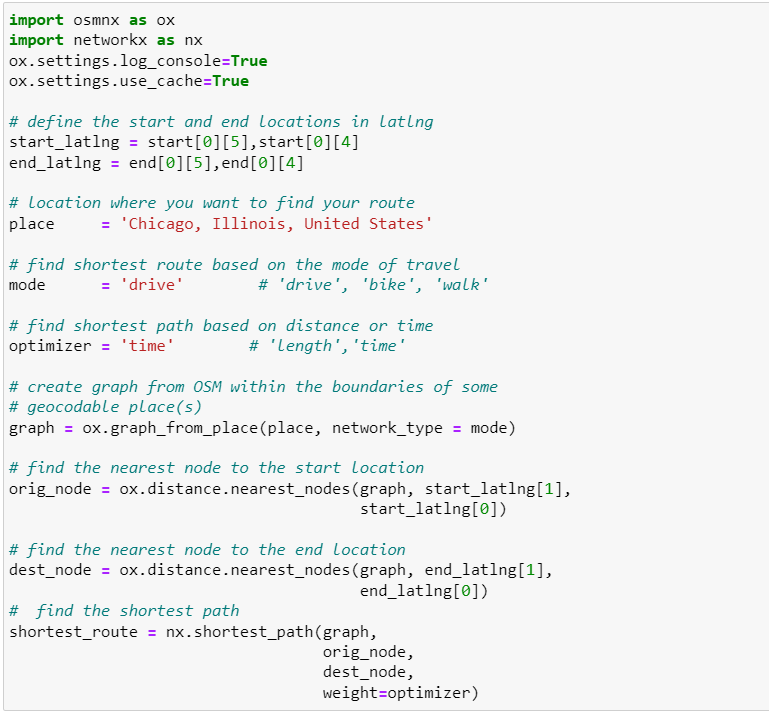 import osmnx as ox
import networkx as nx
ox.settings.log_console=True
ox.settings.use_cache=True

# define the start and end locations in latlng
start_latlng = start[0][5],start[0][4]
end_latlng = end[0][5],end[0][4]

# location where you want to find your route
place     = 'Chicago, Illinois, United States'

# find shortest route based on the mode of travel
mode      = 'drive'        # 'drive', 'bike', 'walk'

# find shortest path based on distance or time
optimizer = 'time'        # 'length','time'

# create graph from OSM within the boundaries of some
# geocodable place(s)
graph = ox.graph_from_place(place, network_type = mode)

# find the nearest node to the start location
orig_node = ox.distance.nearest_nodes(graph, start_latlng[1],
                                      start_latlng[0])

# find the nearest node to the end location
dest_node = ox.distance.nearest_nodes(graph, end_latlng[1],
                                      end_latlng[0])
#  find the shortest path
shortest_route = nx.shortest_path(graph,
                                  orig_node,
                                  dest_node,
                                  weight=optimizer)